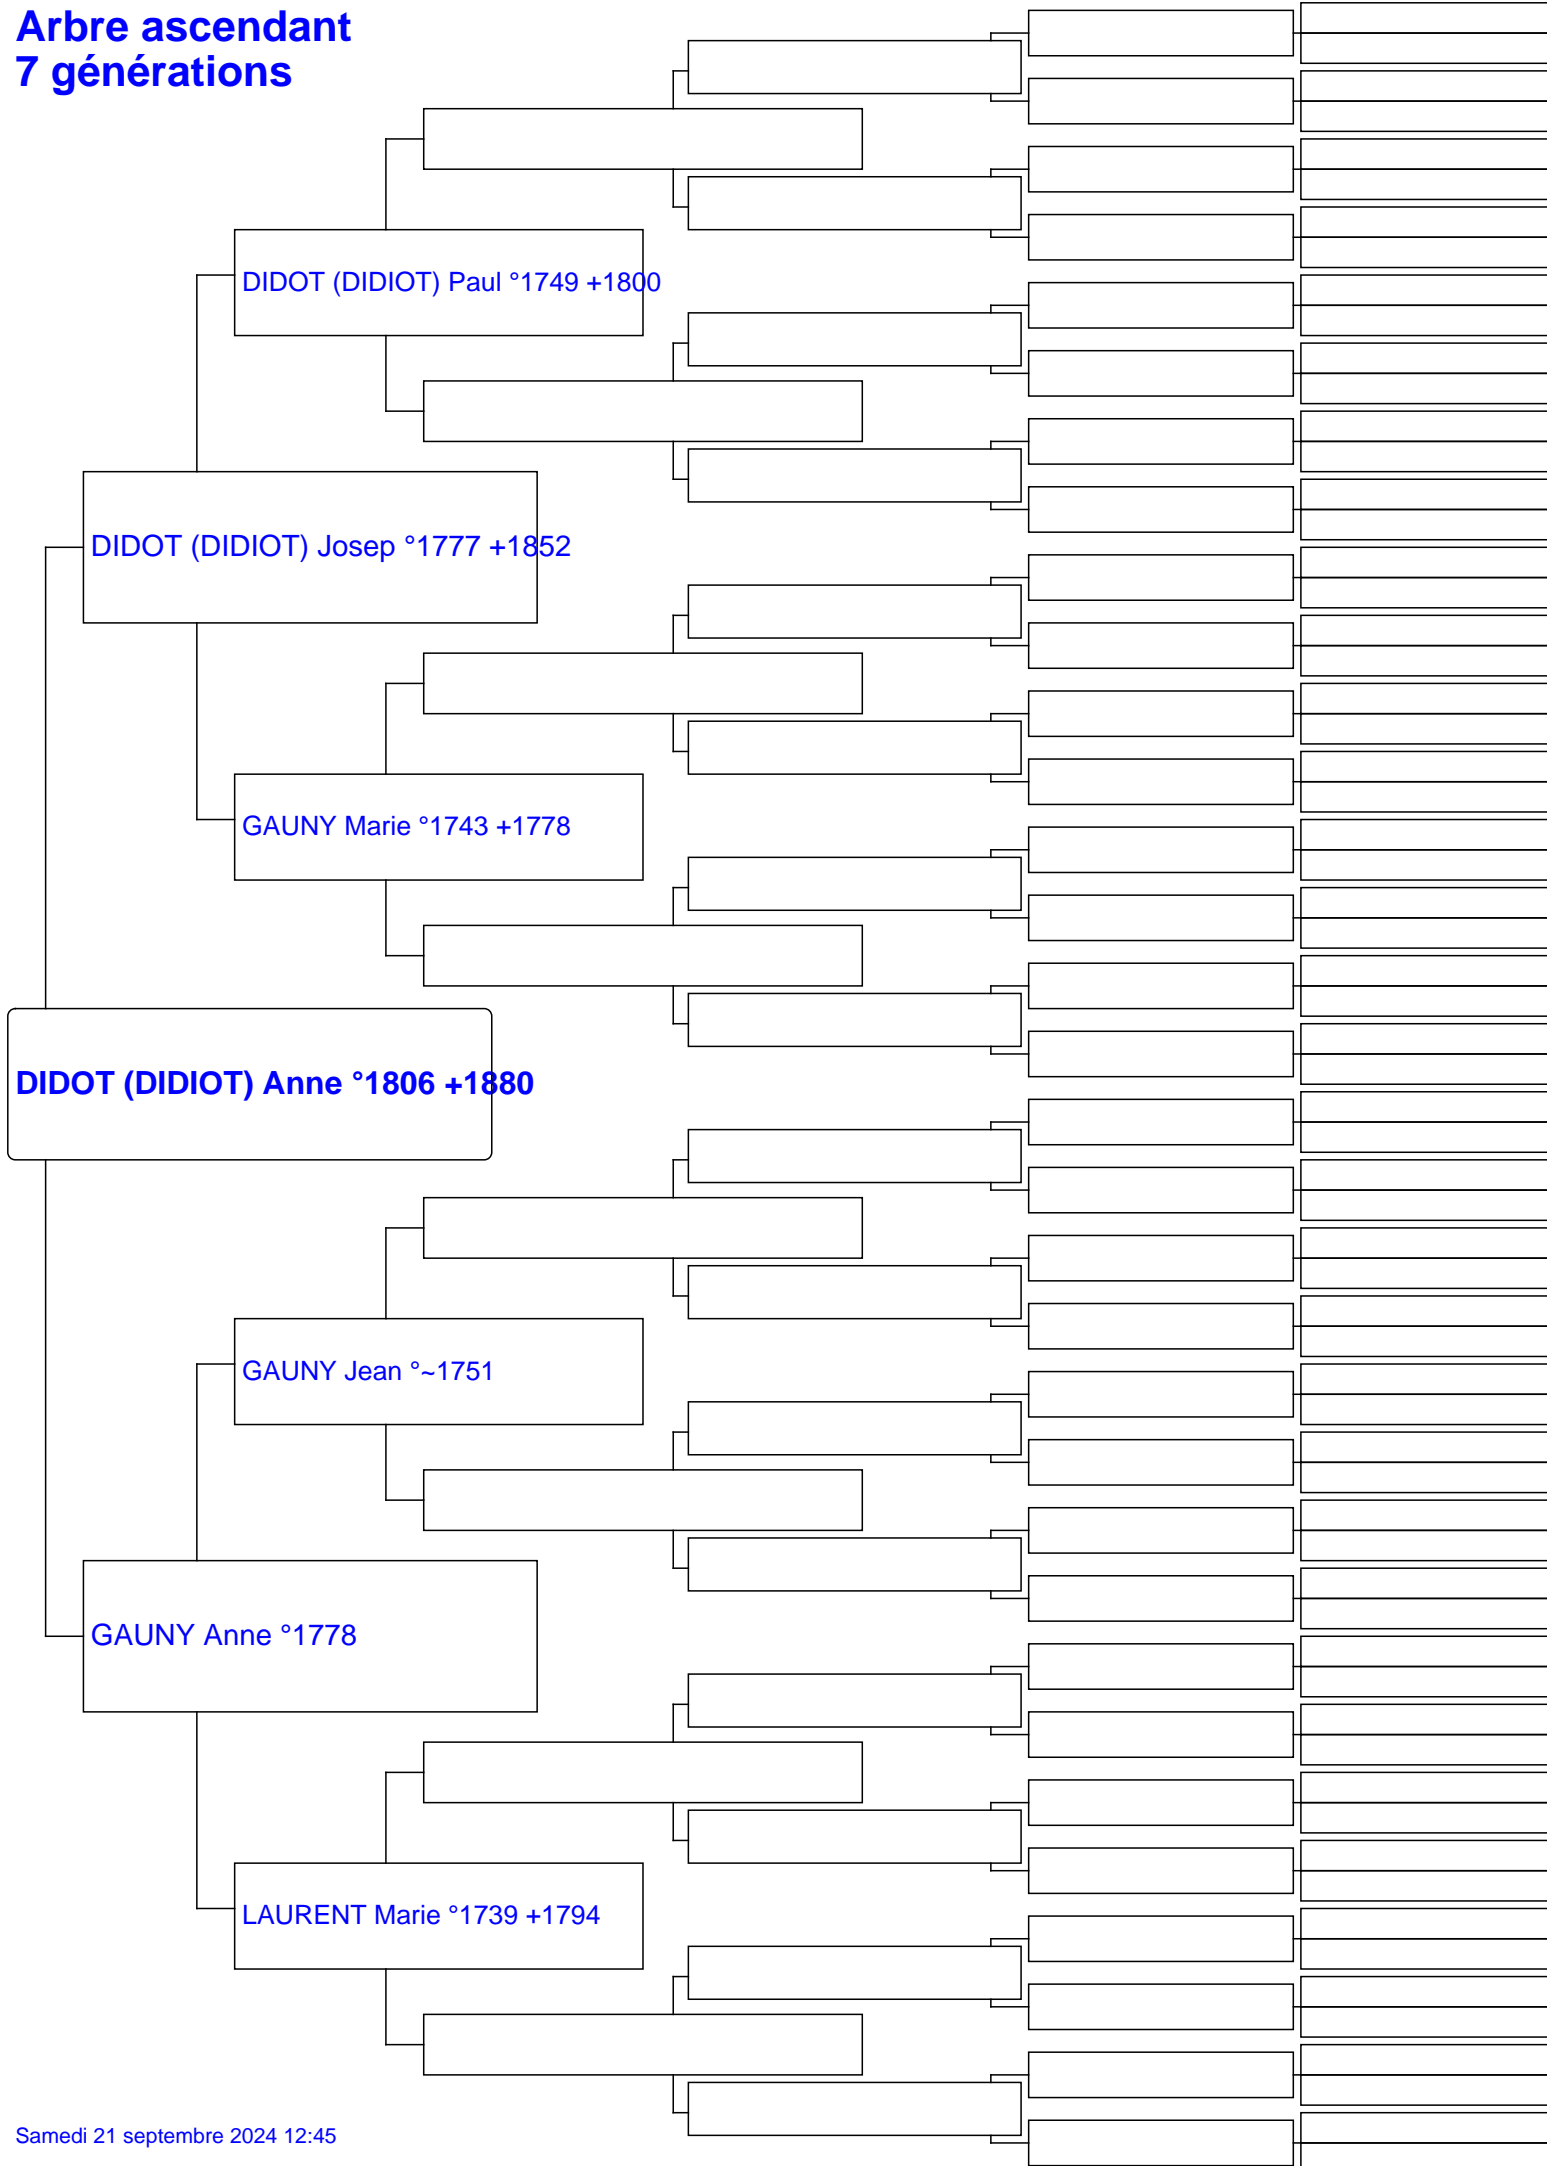 Arbre ascendant
7 générations
DIDOT (DIDIOT) Paul °1749 +1800
DIDOT (DIDIOT) Josep °1777 +1852
GAUNY Marie °1743 +1778
DIDOT (DIDIOT) Anne °1806 +1880
GAUNY Jean °~1751
GAUNY Anne °1778
LAURENT Marie °1739 +1794
Samedi 21 septembre 2024 12:45